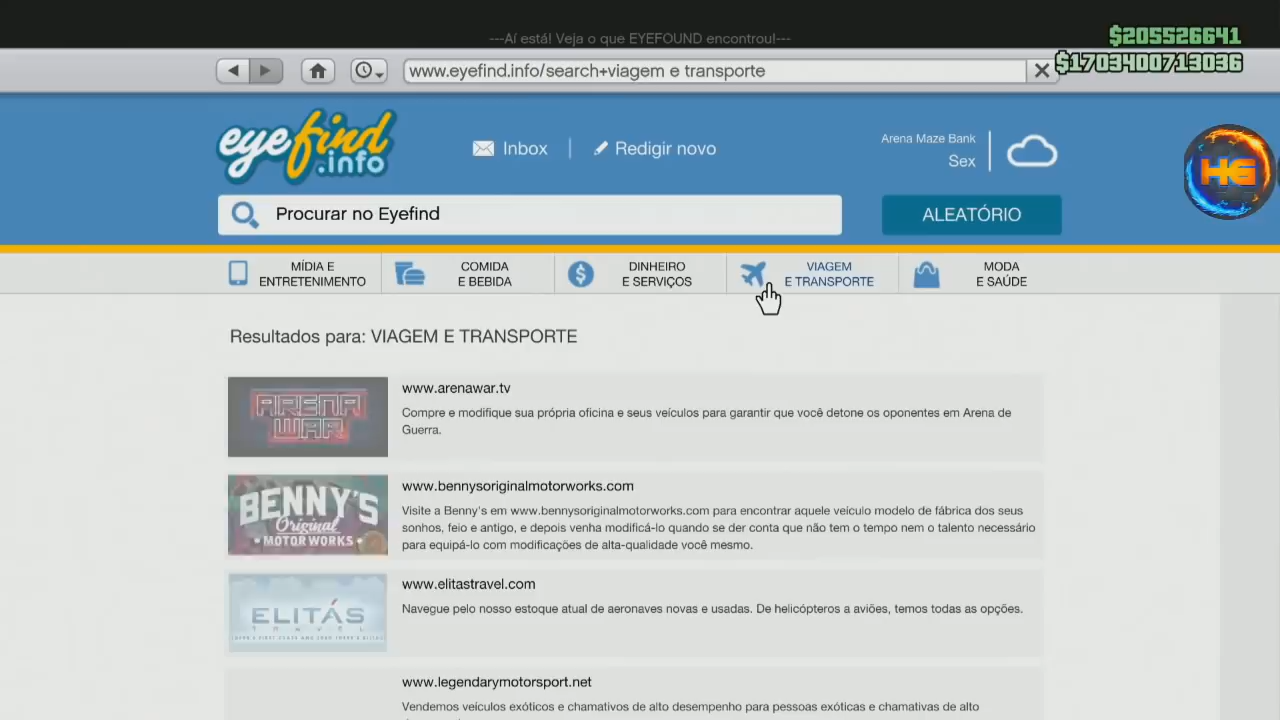 ---Aí está! Veja o que EYEFOUND encontrou!---
$205526641
www.eyefind.info/search+viagem e transporte
$1703400713036
eyefind
.info
Inbox
Redigir novo
Arena Maze Bank
Sex
HG
Procurar no Eyefind
ALEATÓRIO
MÍDIA E
ENTRETENIMENTO
COMIDA
E BEBIDA
DINHEIRO
E SERVIÇOS
VIAGEM
E TRANSPORTE
MODA
E SAÚDE
Resultados para: VIAGEM E TRANSPORTE
ARENA
WAR
www.arenawar.tv
Compre e modifique sua própria oficina e seus veículos para garantir que você detone os oponentes em Arena de
Guerra.
BENNY'S
Original
MOTOR WORKS
www.bennysoriginalmotorworks.com
Visite a Benny's em www.bennysoriginalmotorworks.com para encontrar aquele veículo modelo de fábrica dos seus
sonhos, feio e antigo, e depois venha modificá-lo quando se der conta que não tem o tempo nem o talento necessário
para equipá-lo com modificações de alta-qualidade você mesmo.
ELITÁS
TRAVEL
www.elitastravel.com
Navegue pelo nosso estoque atual de aeronaves novas e usadas. De helicópteros a aviões, temos todas as opções.
www.legendarymotorsport.net
Vendemos veículos exóticos e chamativos de alto desempenho para pessoas exóticas e chamativas de alto